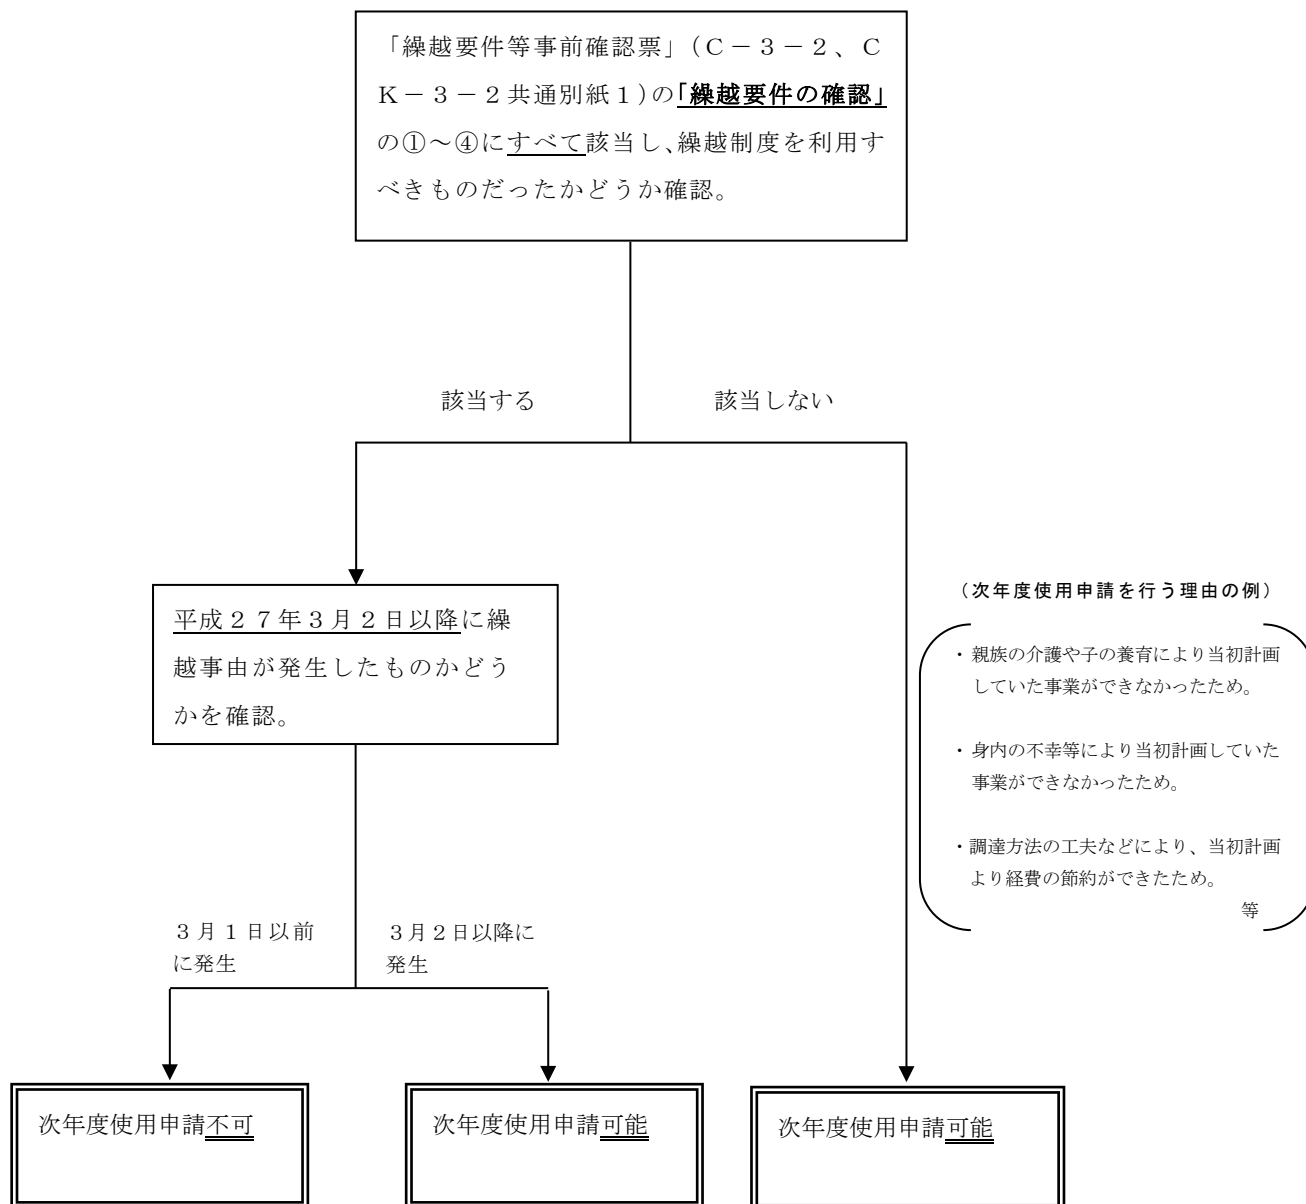 「繰越要件等事前確認票」（Ｃ－３－２、Ｃ
Ｋ－３－２共通別紙１）の「繰越要件の確認」
の①～④にすべて該当し、繰越制度を利用す
べきものだったかどうか確認。
該当する
該当しない
平成２７年３月２日以降に繰
越事由が発生したものかどう
かを確認。
（次年度使用申請を行う理由の例）
・親族の介護や子の養育により当初計画
していた事業ができなかったため。
・身内の不幸等により当初計画していた
事業ができなかったため。
・調達方法の工夫などにより、当初計画
より経費の節約ができたため。
等
３月１日以前
に発生
３月２日以降に
発生
次年度使用申請不可
次年度使用申請可能
次年度使用申請可能